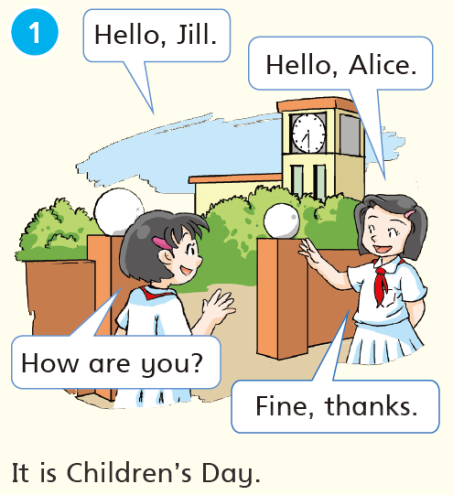 1
Hello, Jill.
Hello, Alice.
How are you?
Fine, thanks.
It is Children's Day.